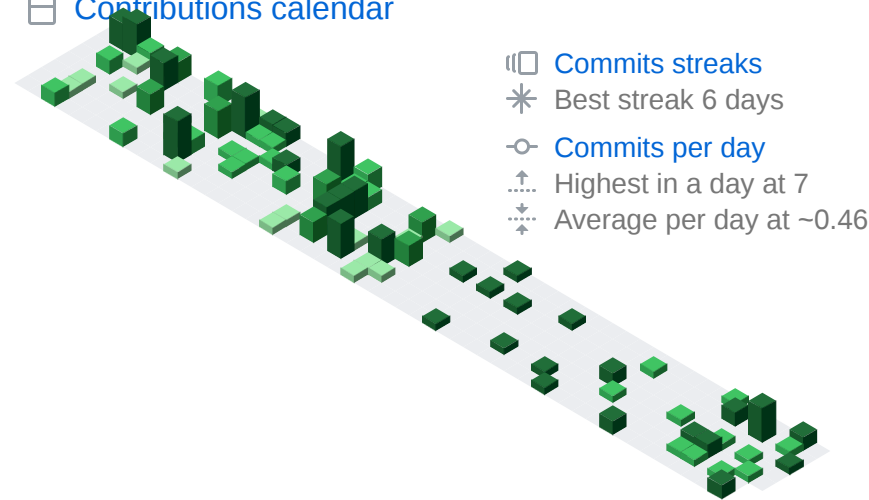 Contributions calendar
Commits streaks
Best streak 6 days
Commits per day
Highest in a day at 7
Average per day at ~0.46